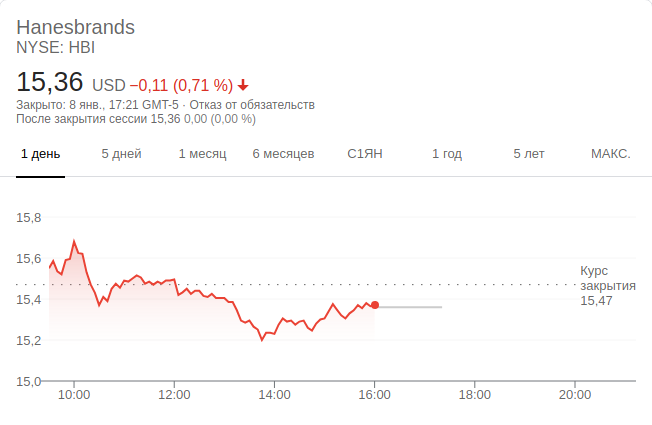 Hanesbrands
NYSE: HBI
15,36 USD −0,11 (0,71 %)
Закрыто: 8 янв., 17:21 GMT-5 · Отказ от обязательств
После закрытия сессии 15,36 0,00 (0,00 %)
1 день 5 дней 1 месяц 6 месяцев С1ЯН 1 год 5 лет МАКС.
15,8
15,6
15,4
15,2
15,0
Курс
закрытия
15,47
10:00 12:00 14:00 16:00 18:00 20:00